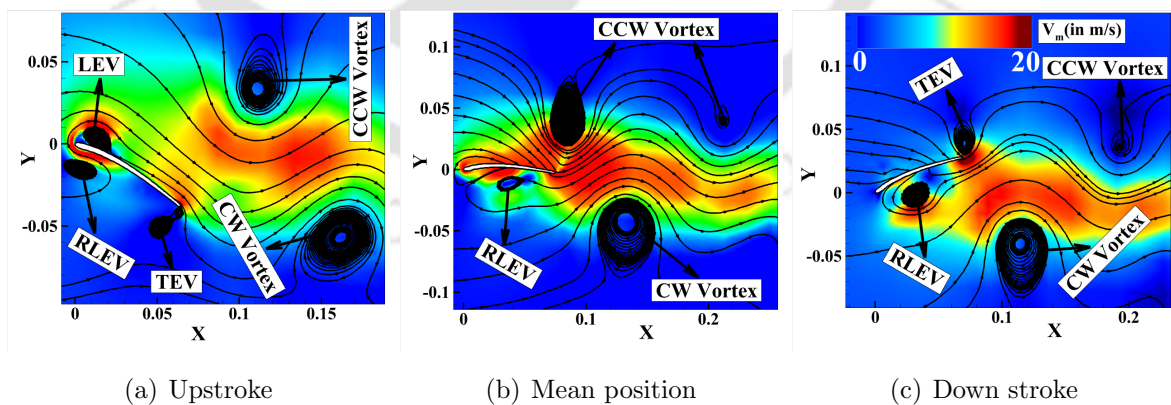 0.05
0
-0.05
Y
0
0.05
0.1
0.15
X
LEV
RLEV
TEV
CW Vortex
CCW Vortex
0.1
0.05
0
-0.05
-0.1
Y
0
0.1
0.2
X
CCW Vortex
RLEV
CW Vortex
0.1
0.05
0
-0.05
Y
0
0.1
0.2
X
0
20
V_m(in m/s)
TEV
CCW Vortex
RLEV
CW Vortex
(a) Upstroke
(b) Mean position
(c) Down stroke